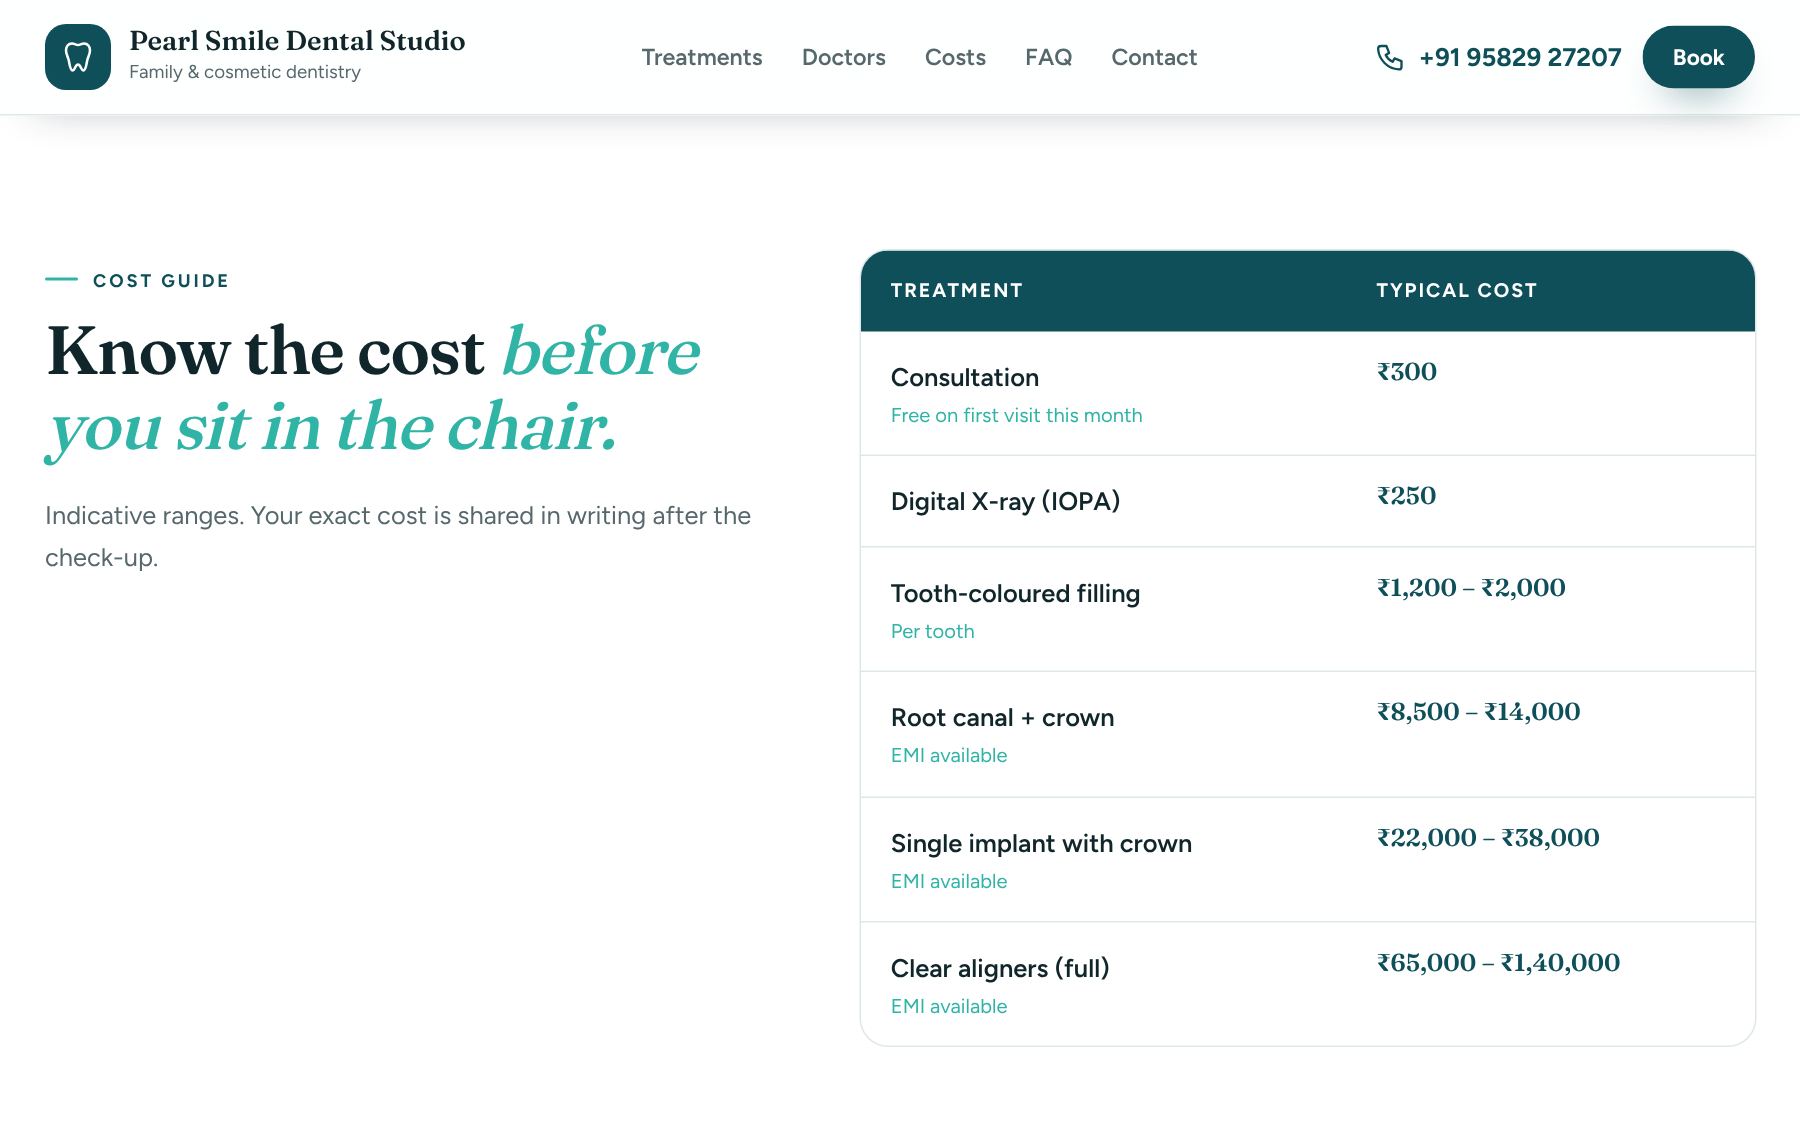 Pearl Smile Dental Studio
Family & cosmetic dentistry
Treatments
Doctors
Costs
FAQ
Contact
+91 95829 27207
Book
COST GUIDE
Know the cost before
you sit in the chair.
Indicative ranges. Your exact cost is shared in writing after the
check-up.
TREATMENT TYPICAL COST
Consultation ₹300
Free on first visit this month
Digital X-ray (IOPA) ₹250
Tooth-coloured filling ₹1,200 – ₹2,000
Per tooth
Root canal + crown ₹8,500 – ₹14,000
EMI available
Single implant with crown ₹22,000 – ₹38,000
EMI available
Clear aligners (full) ₹65,000 – ₹1,40,000
EMI available